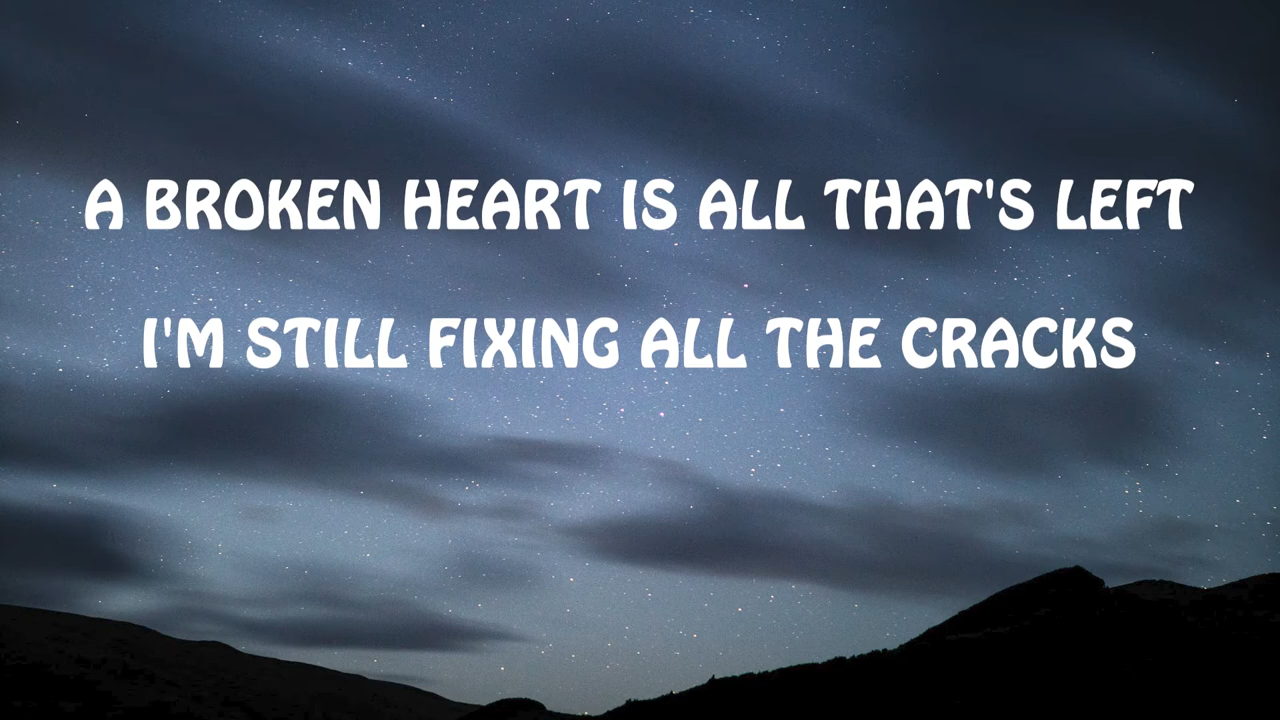 A BROKEN HEART IS ALL THAT'S LEFT
I'M STILL FIXING ALL THE CRACKS